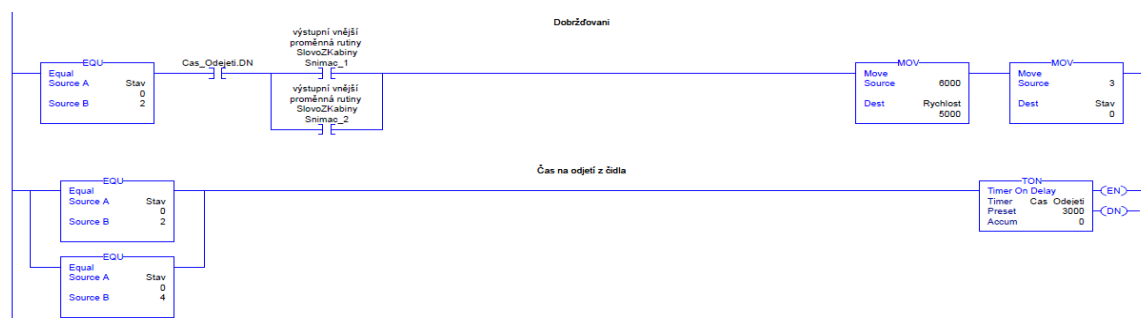 Dobržďovani
EQU
Equal
Source A Stav
0
Source B 2
Cas_Odejeti.DN
výstupní vnější
proměnná rutiny
SlovoZKabiny
Snimac_1
výstupní vnější
proměnná rutiny
SlovoZKabiny
Snimac_2
MOV
Move
Source 6000
Dest Rychlost
5000
MOV
Move
Source 3
Dest Stav
0
Čas na odjetí z čidla
EQU
Equal
Source A Stav
0
Source B 2
EQU
Equal
Source A Stav
0
Source B 4
TON
Timer On Delay
Timer Cas_Odejeti
Preset 3000
Accum 0
EN
DN